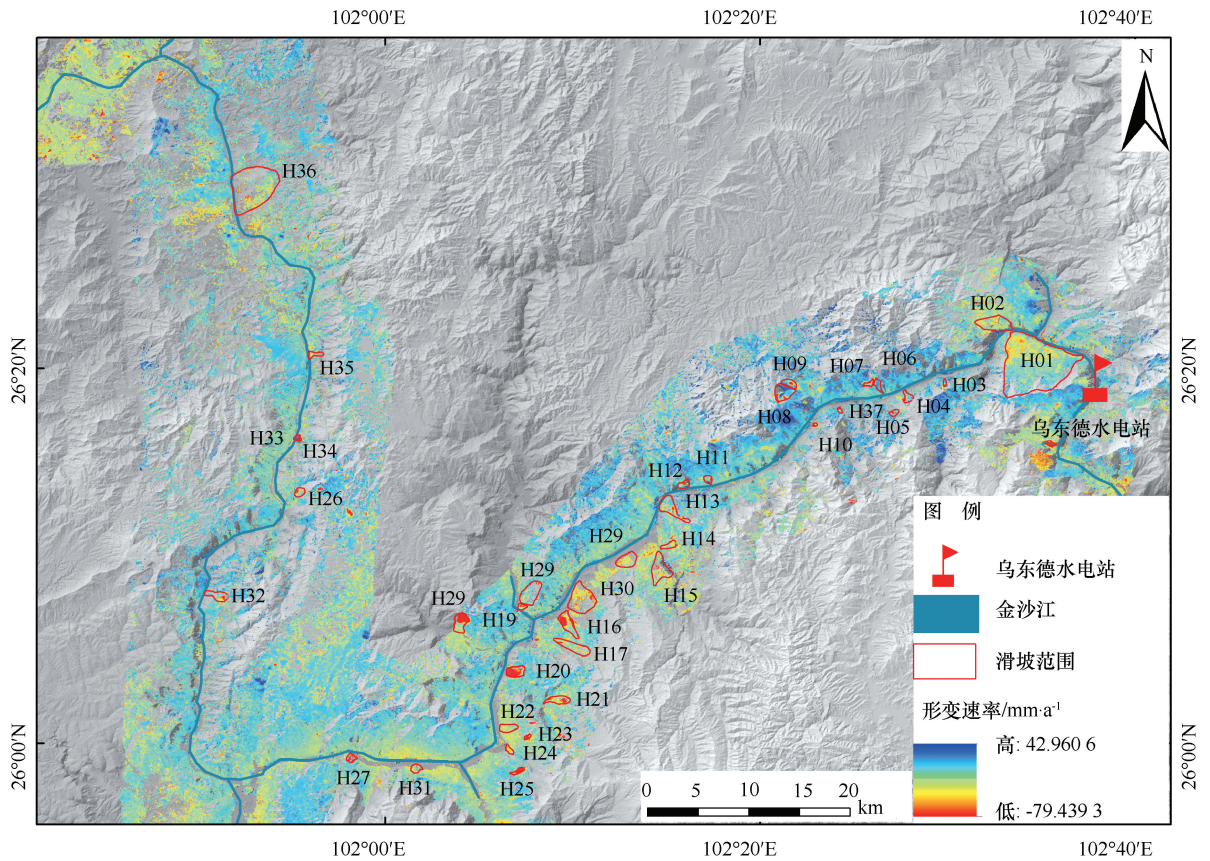 102°00′E
102°20′E
102°40′E
N
H36
H02
H01
26°20′N
26°20′N
H35
H09
H07
H06
H03
H08
H37
H04
H05
H10
乌东德水电站
H33
H34
H11
H12
H26
H13
图 例
H29
H14
乌东德水电站
H29
H30
H15
金沙江
H32
H29
H19
H16
滑坡范围
H17
H20
H21
形变速率/mm·a⁻¹
H22
H23
高: 42.960 6
26°00′N
26°00′N
H24
H27
H31
H25
0 5 10 15 20
km
低: -79.439 3
102°00′E
102°20′E
102°40′E